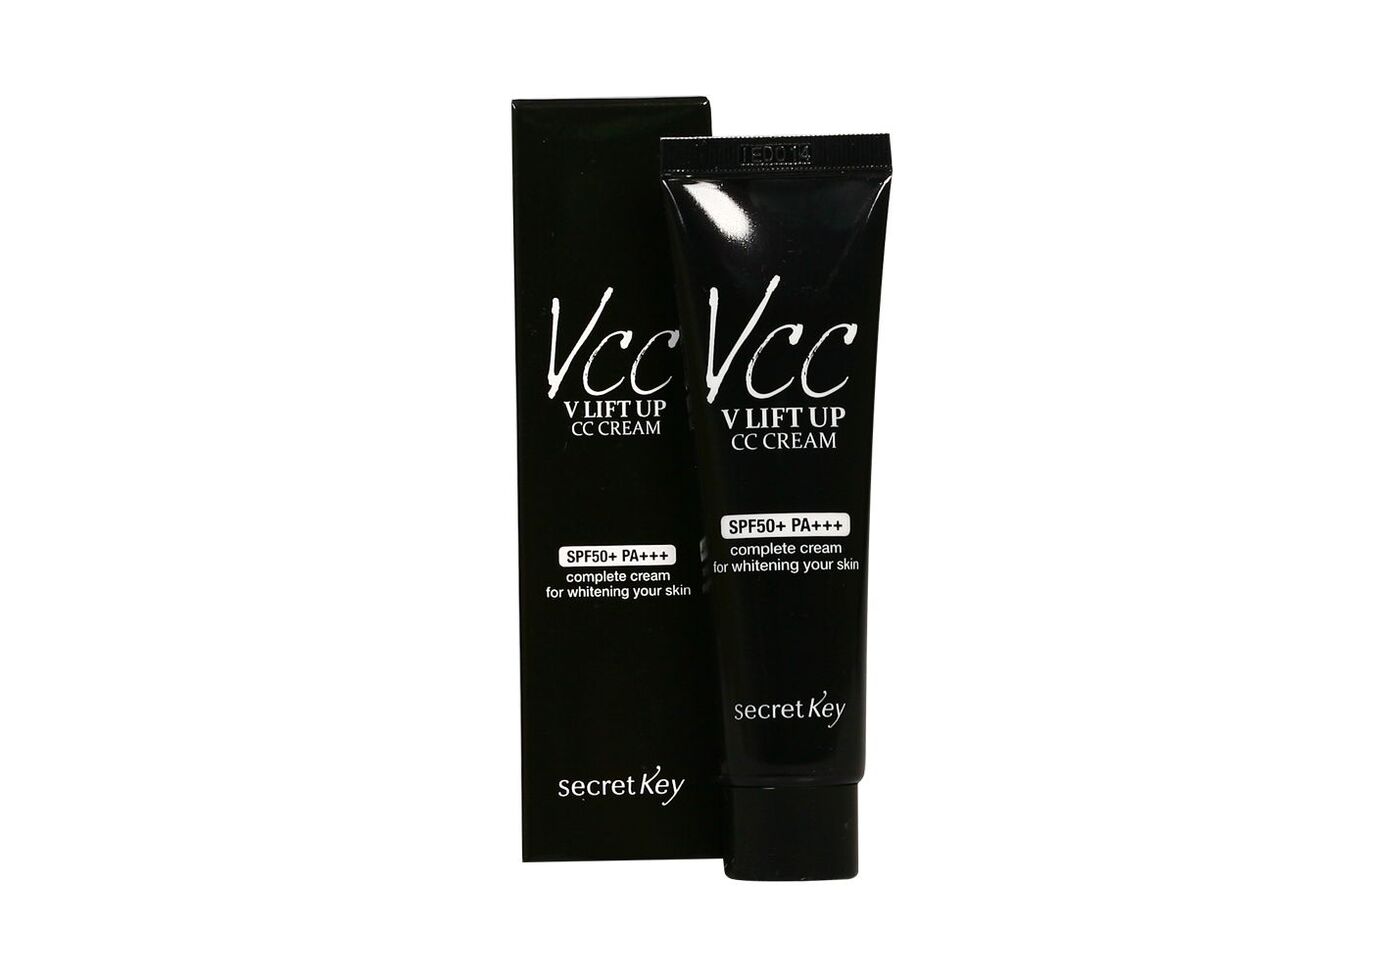 Vcc
V LIFT UP
CC CREAM
SPF50+ PA+++
complete cream
for whitening your skin
secret Key
IED014
Vcc
V LIFT UP
CC CREAM
SPF50+ PA+++
complete cream
for whitening your skin
secret Key